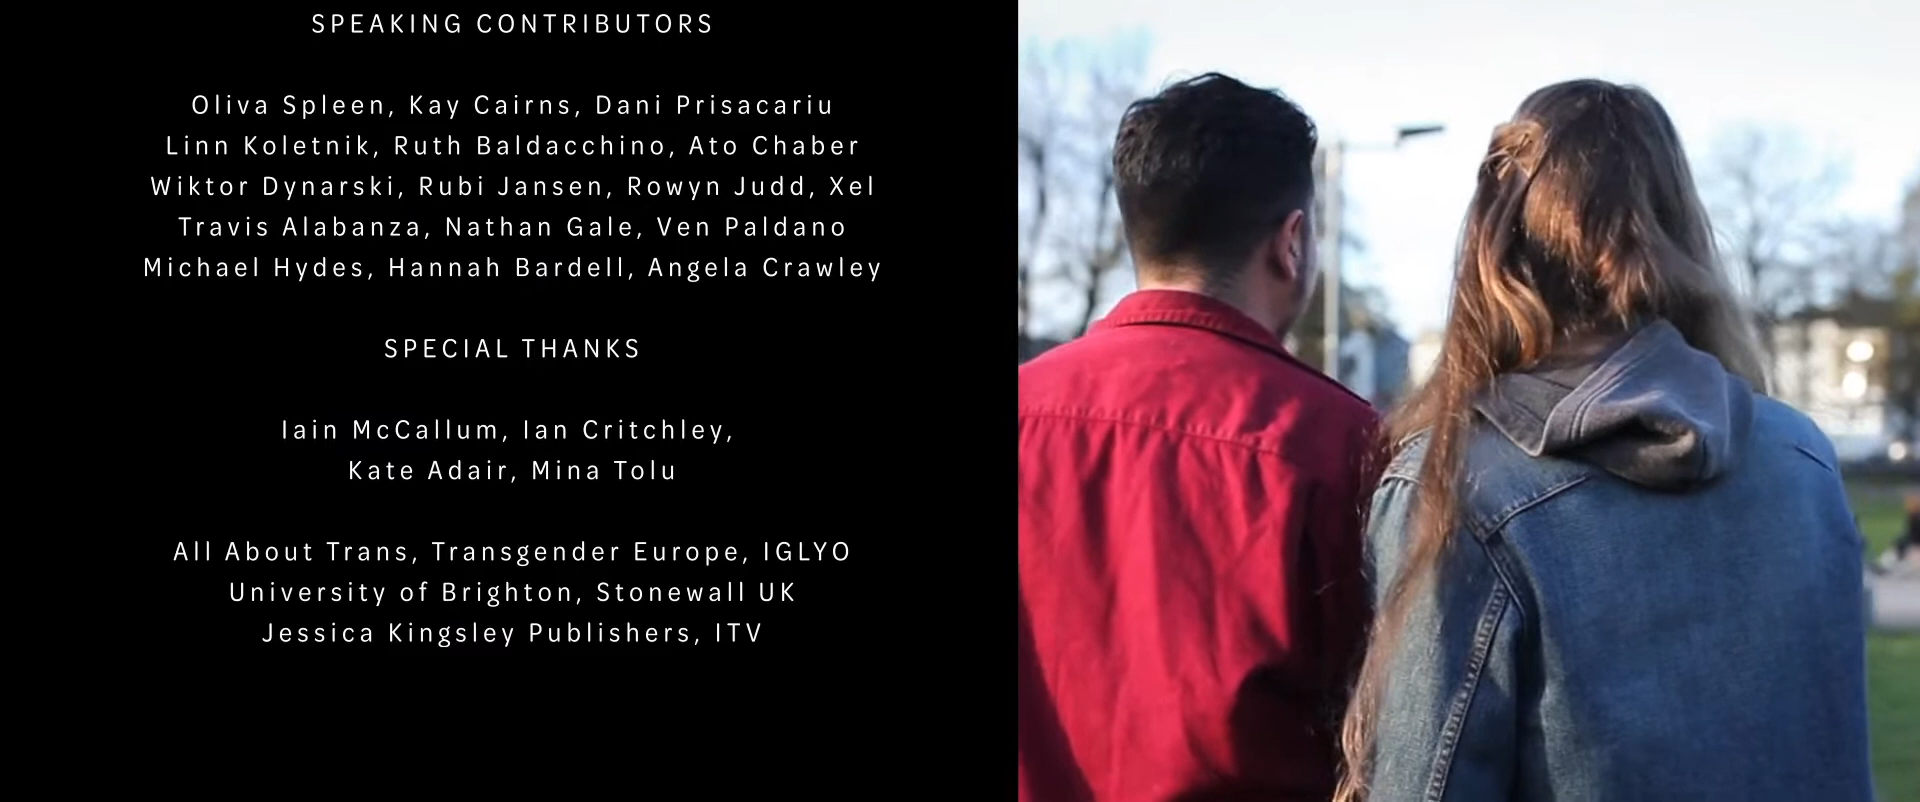 SPEAKING CONTRIBUTORS
Oliva Spleen, Kay Cairns, Dani Prisacariu
Linn Koletnik, Ruth Baldacchino, Ato Chaber
Wiktor Dynarski, Rubi Jansen, Rowyn Judd, Xel
Travis Alabanza, Nathan Gale, Ven Paldano
Michael Hydes, Hannah Bardell, Angela Crawley
SPECIAL THANKS
Iain McCallum, Ian Critchley,
Kate Adair, Mina Tolu
All About Trans, Transgender Europe, IGLYO
University of Brighton, Stonewall UK
Jessica Kingsley Publishers, ITV